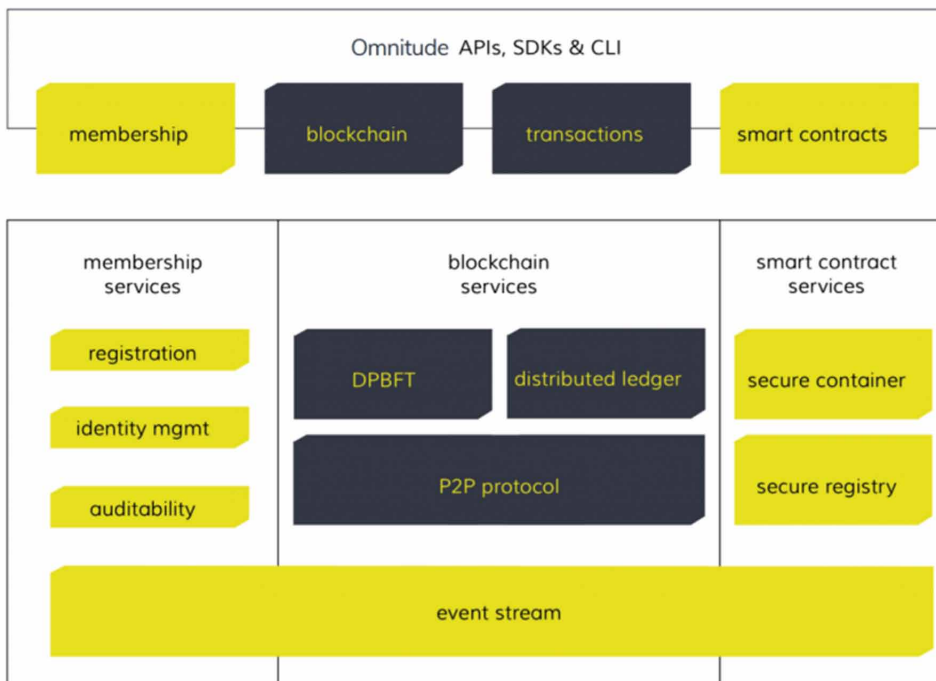 Omnitude APIs, SDKs & CLI
membership
blockchain
transactions
smart contracts
membership
services
blockchain
services
smart contract
services
registration
identity mgmt
auditability
DPBFT
distributed ledger
P2P protocol
secure container
secure registry
event stream